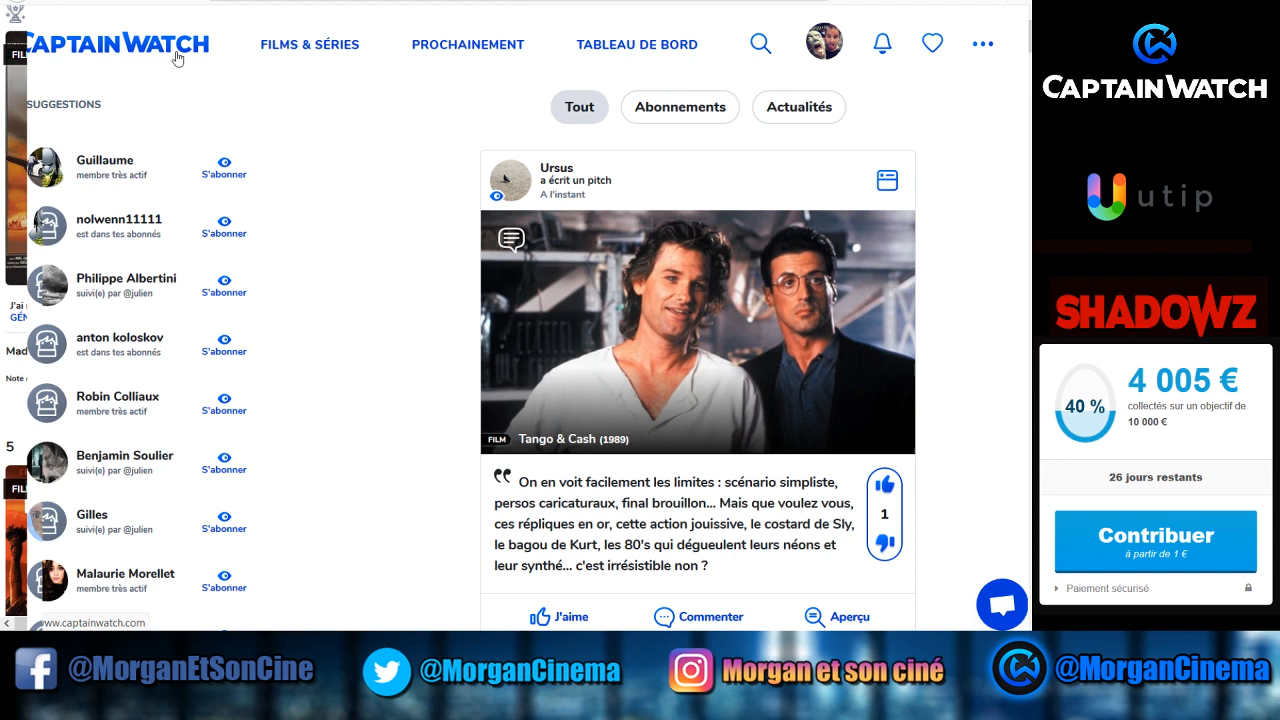 CAPTAINWATCH
FILMS & SÉRIES
PROCHAINEMENT
TABLEAU DE BORD
SUGGESTIONS
Tout
Abonnements
Actualités
Guillaume
membre très actif
S'abonner
nolwenn11111
est dans tes abonnés
S'abonner
Philippe Albertini
suivi(e) par @julien
S'abonner
anton koloskov
est dans tes abonnés
S'abonner
Robin Colliaux
membre très actif
S'abonner
Benjamin Soulier
suivi(e) par @julien
S'abonner
Gilles
suivi(e) par @julien
S'abonner
Malaurie Morellet
membre très actif
S'abonner
www.captainwatch.com
FIL
J'ai
GÉN
Mad
Note
5
FIL
Ursus
a écrit un pitch
A l'instant
FILM Tango & Cash (1989)
On en voit facilement les limites : scénario simpliste,
persos caricaturaux, final brouillon... Mais que voulez vous,
ces répliques en or, cette action jouissive, le costard de Sly,
le bagou de Kurt, les 80's qui dégueulent leurs néons et
leur synthé... c'est irrésistible non ?
1
J'aime
Commenter
Aperçu
CAPTAINWATCH
utip
SHADOWZ
40 %
4 005 €
collectés sur un objectif de
10 000 €
26 jours restants
Contribuer
à partir de 1 €
Paiement sécurisé
@MorganEtSonCine
@MorganCinema
Morgan et son ciné
@MorganCinema